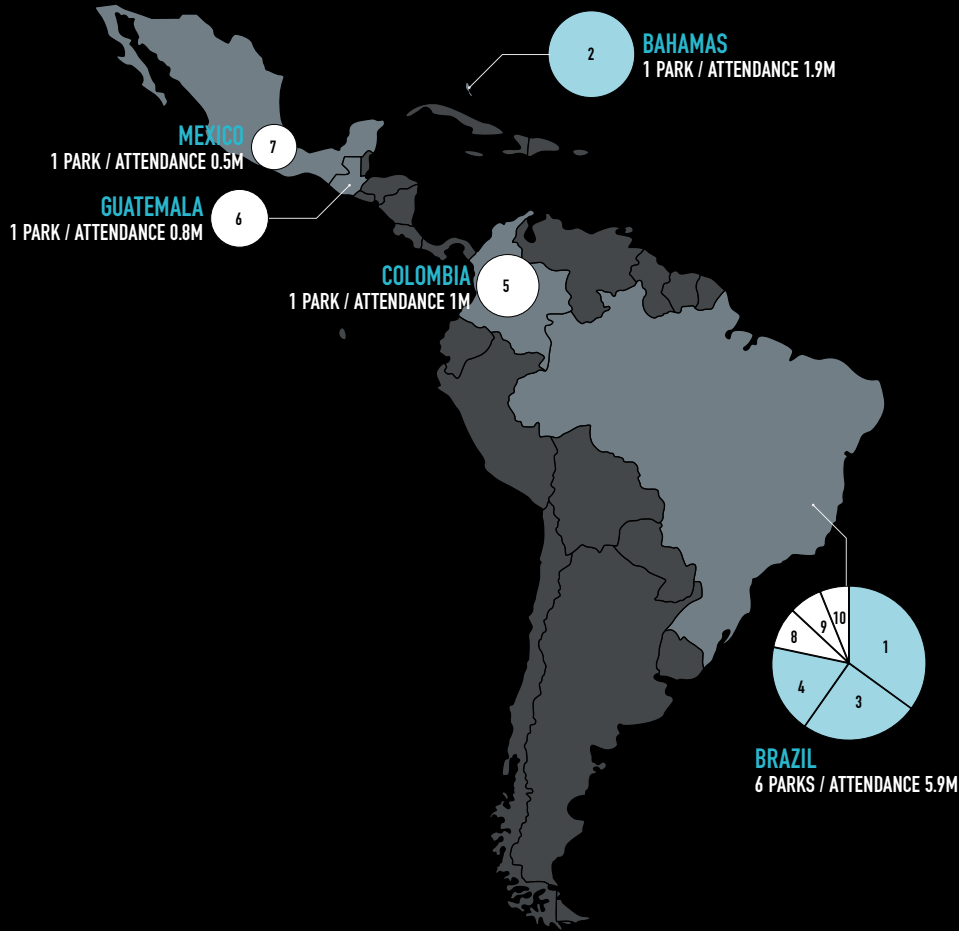 2
BAHAMAS
1 PARK / ATTENDANCE 1.9M
MEXICO
1 PARK / ATTENDANCE 0.5M
7
GUATEMALA
1 PARK / ATTENDANCE 0.8M
6
COLOMBIA
1 PARK / ATTENDANCE 1M
5
10
9
8
1
4
3
BRAZIL
6 PARKS / ATTENDANCE 5.9M